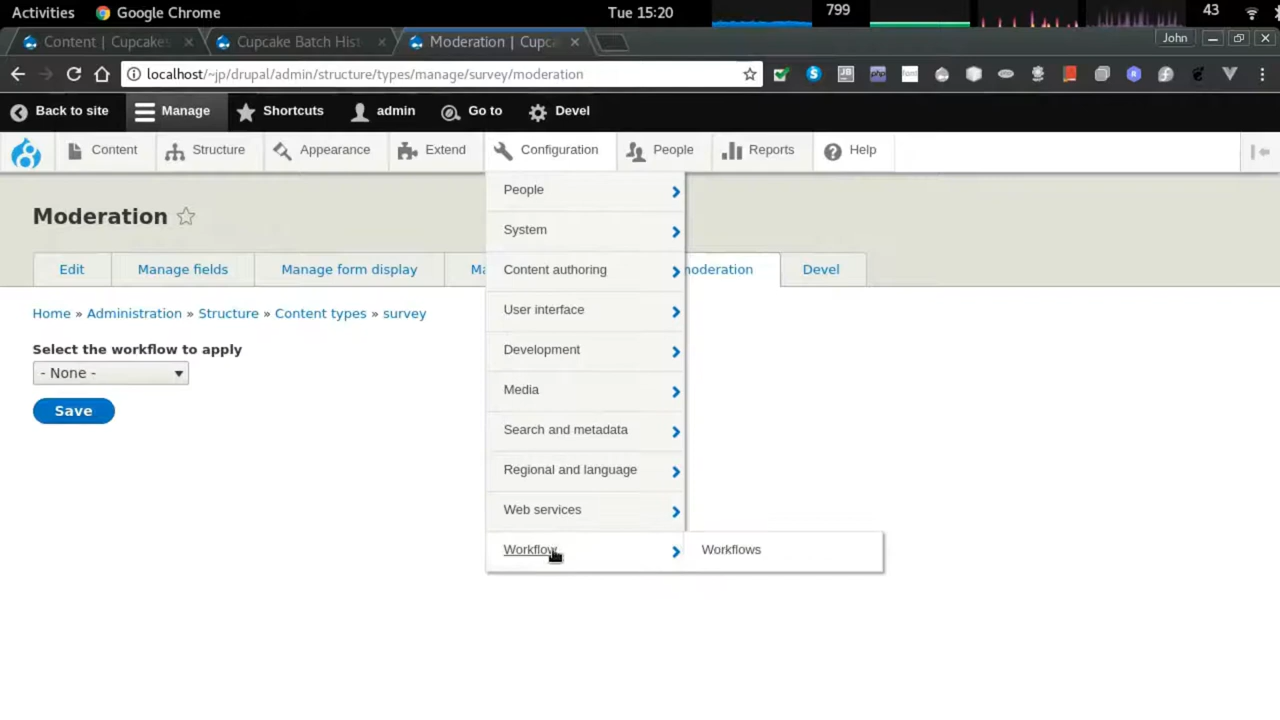 Activities Google Chrome Tue 15:20 799 43
Content | Cupcakes Cupcake Batch Hist Moderation | Cupca John
localhost/~jp/drupal/admin/structure/types/manage/survey/moderation
Back to site Manage Shortcuts admin Go to Devel
Content Structure Appearance Extend Configuration People Reports Help
People
Moderation
System
Edit Manage fields Manage form display Ma moderation Devel
Content authoring
Home » Administration » Structure » Content types » survey
User interface
Select the workflow to apply
Development
- None -
Media
Save
Search and metadata
Regional and language
Web services
Workflow Workflows